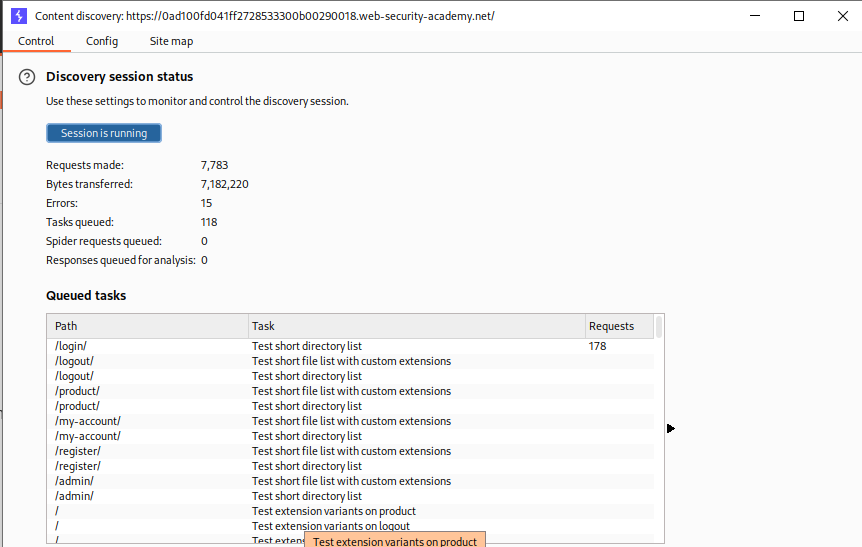 Content discovery: https://0ad100fd041ff2728533300b00290018.web-security-academy.net/
Control Config Site map
Discovery session status
Use these settings to monitor and control the discovery session.
Session is running
Requests made: 7,783
Bytes transferred: 7,182,220
Errors: 15
Tasks queued: 118
Spider requests queued: 0
Responses queued for analysis: 0
Queued tasks
Path Task Requests
/login/ Test short directory list 178
/logout/ Test short file list with custom extensions
/logout/ Test short directory list
/product/ Test short file list with custom extensions
/product/ Test short directory list
/my-account/ Test short file list with custom extensions
/my-account/ Test short directory list
/register/ Test short file list with custom extensions
/register/ Test short directory list
/admin/ Test short file list with custom extensions
/admin/ Test short directory list
/ Test extension variants on product
/ Test extension variants on logout
/ Test
Test extension variants on product